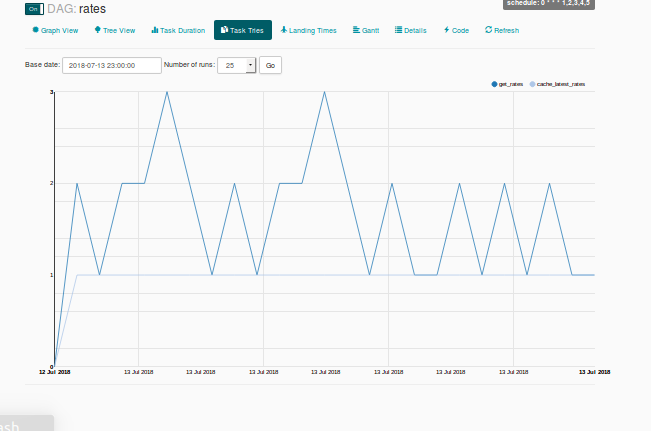 schedule: 0 * * * 1,2,3,4,5
On DAG: rates
Graph View Tree View Task Duration Task Tries Landing Times Gantt Details Code Refresh
Base date: 2018-07-13 23:00:00 Number of runs: 25 Go
get_rates cache_latest_rates
3
2
1
0
12 Jul 2018 13 Jul 2018 13 Jul 2018 13 Jul 2018 13 Jul 2018 13 Jul 2018 13 Jul 2018 13 Jul 2018 13 Jul 2018
ash